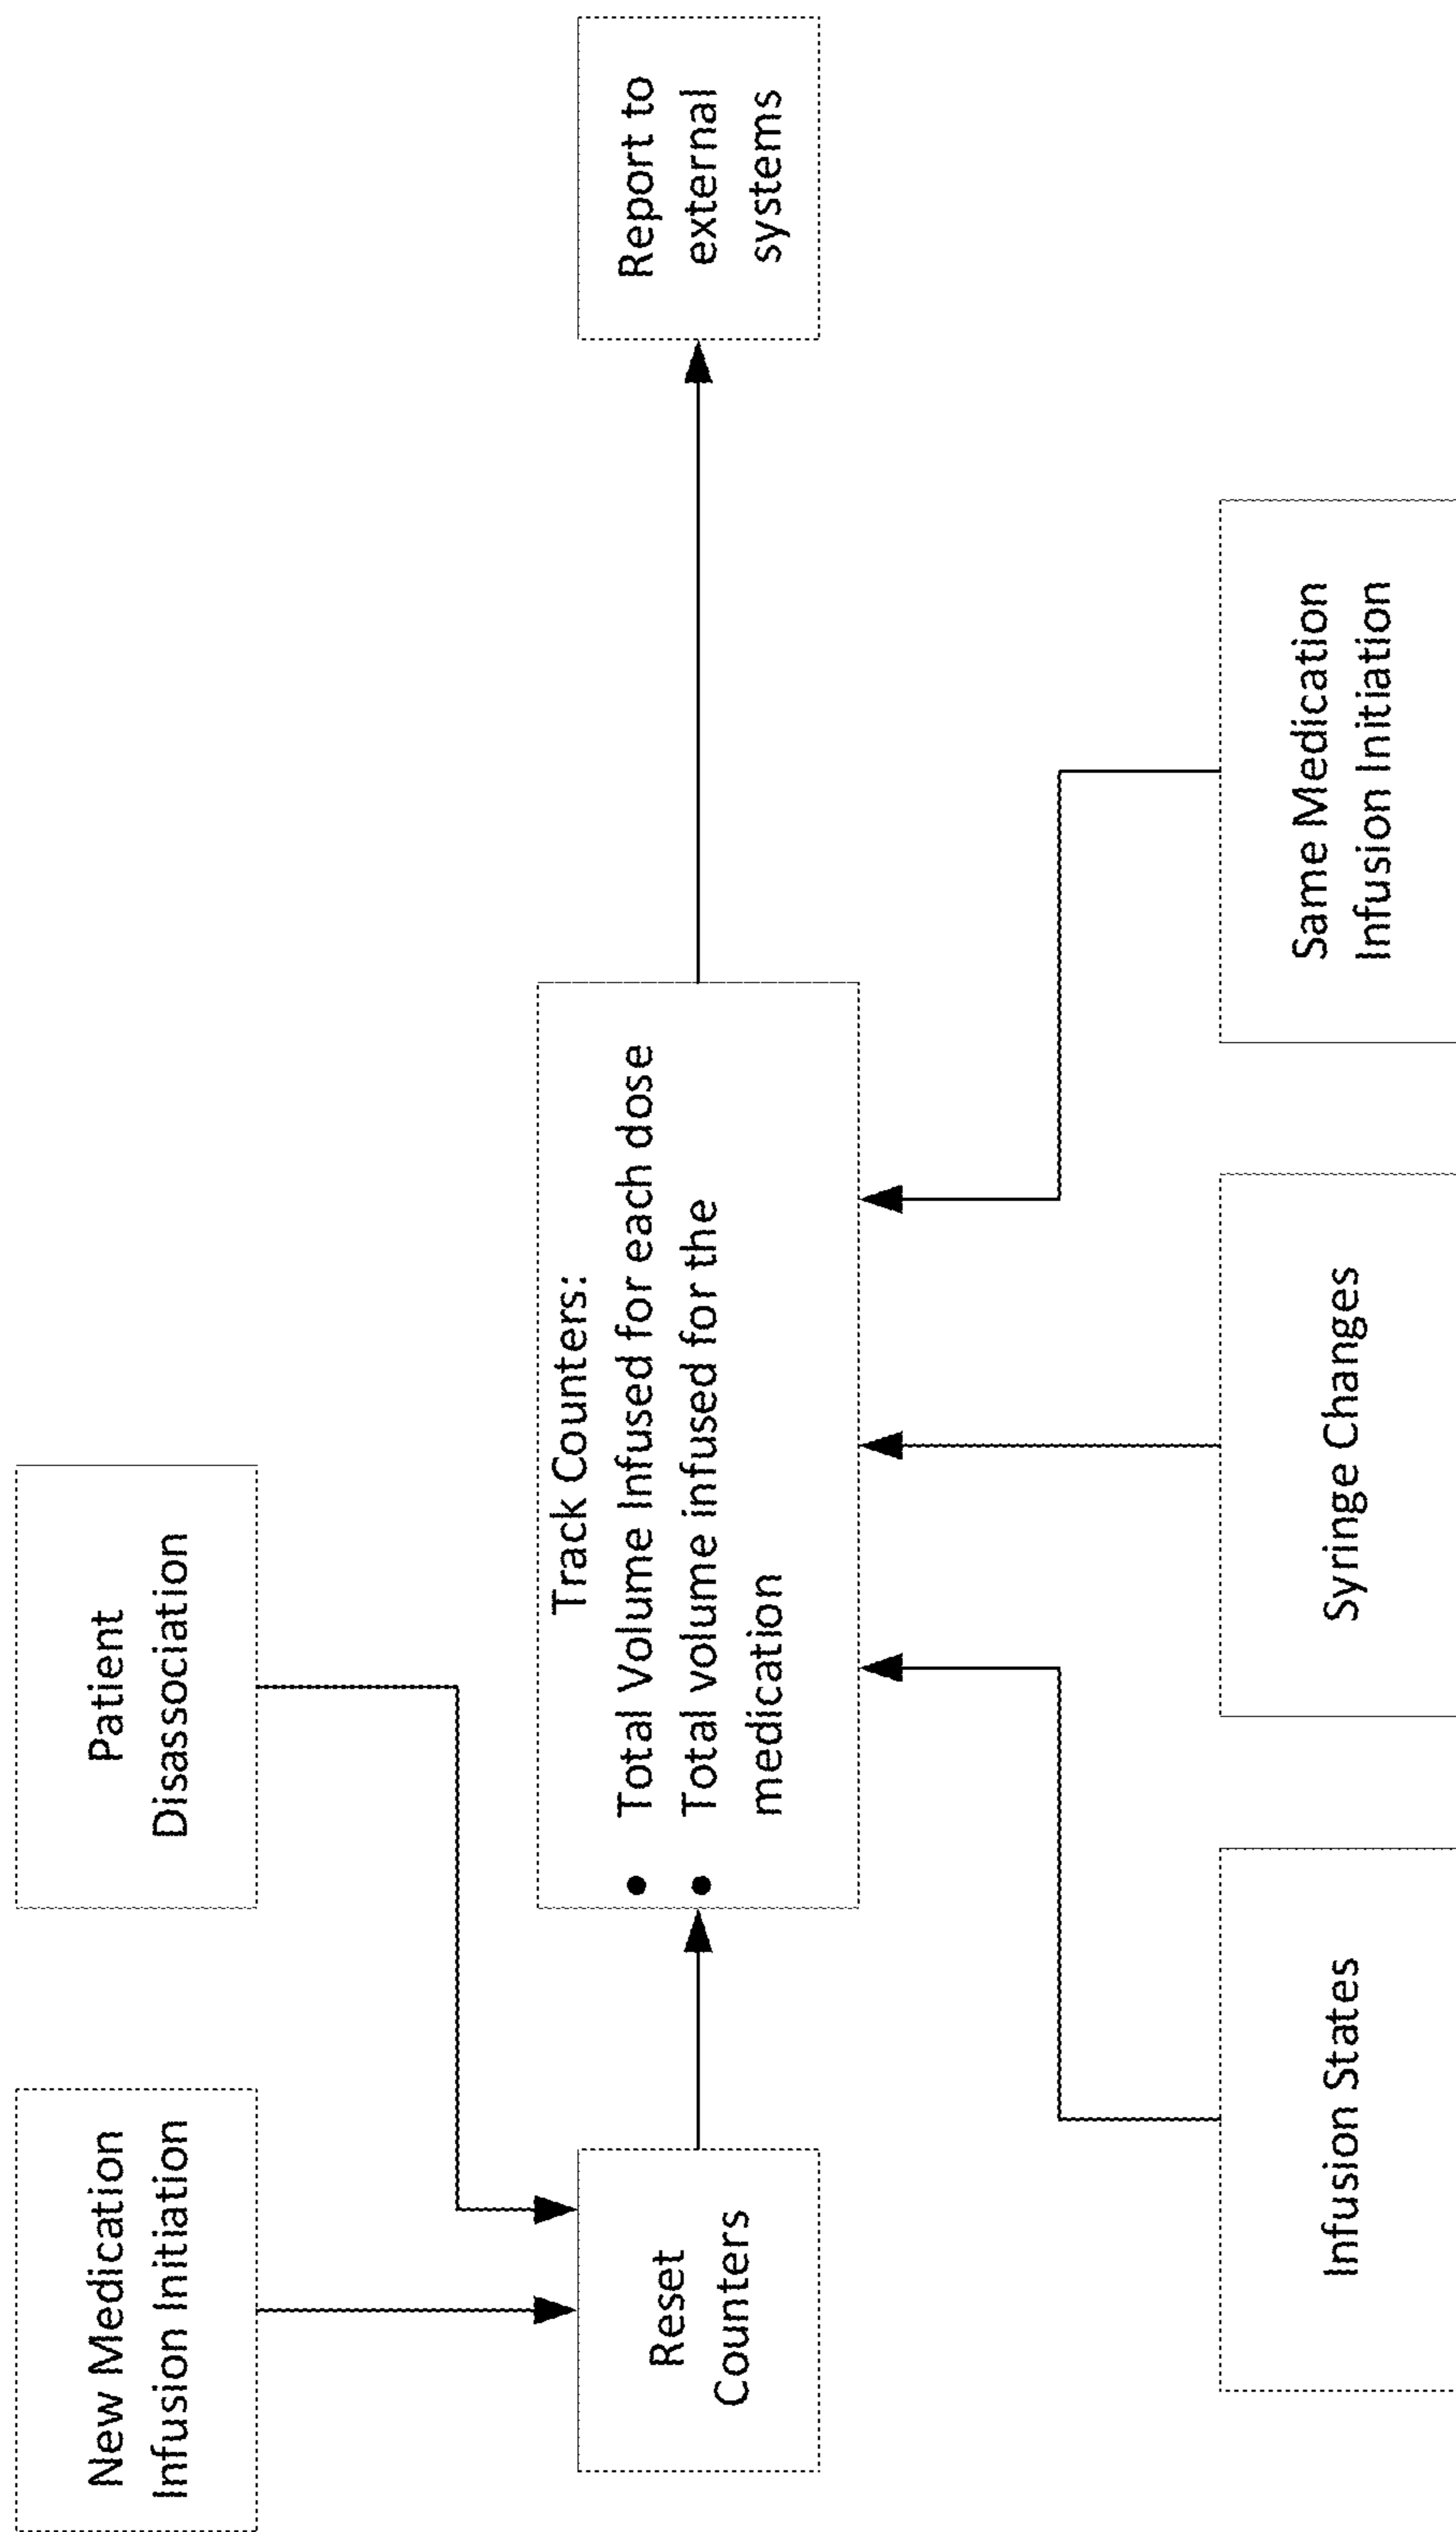 New Medication
Infusion Initiation
Patient
Disassociation
Reset
Counters
Track Counters:
• Total Volume Infused for each dose
• Total volume infused for the
medication
Report to
external
systems
Infusion States
Syringe Changes
Same Medication
Infusion Initiation